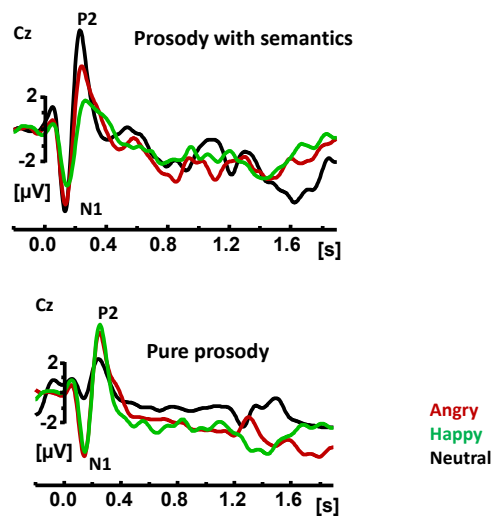 P2
Cz
Prosody with semantics
2
-2
[µV]
N1
0.0 0.4 0.8 1.2 1.6 [s]
Cz
P2
Pure prosody
2
-2
[µV]
N1
0.0 0.4 0.8 1.2 1.6
[s]
Angry
Happy
Neutral